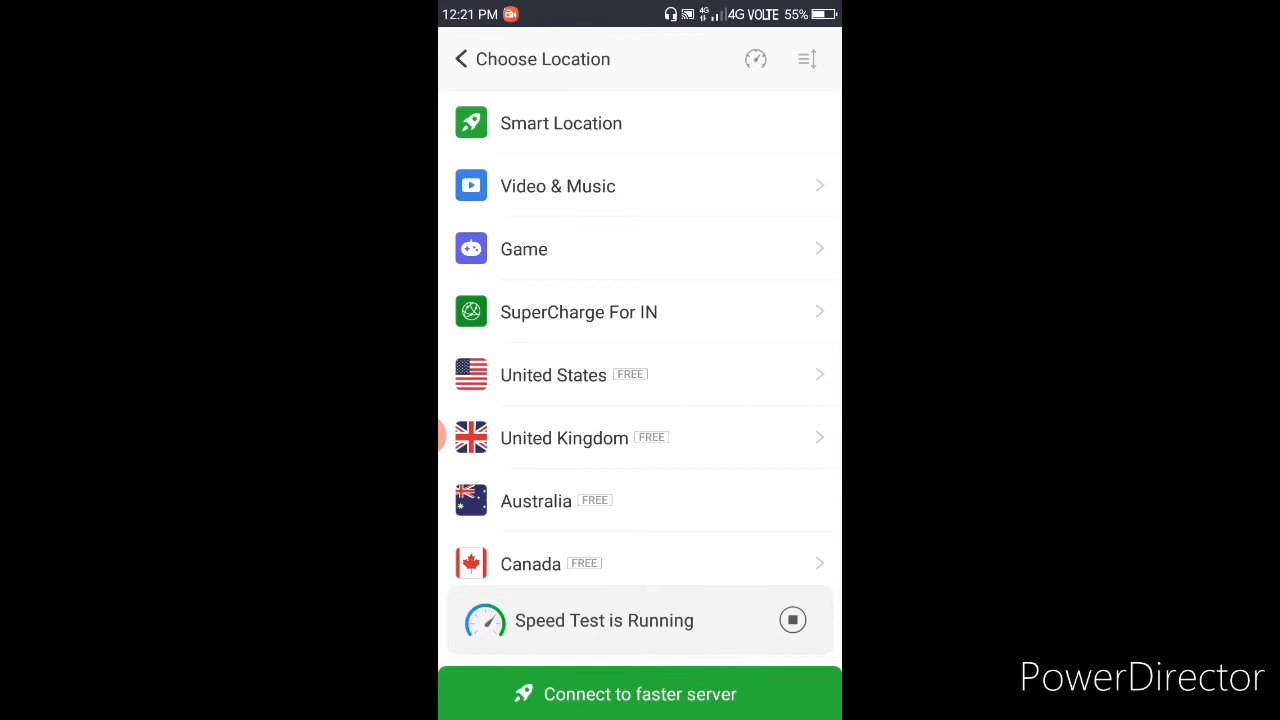 12:21 PM 4G 4G VOLTE 55%
Choose Location
Smart Location
Video & Music
Game
SuperCharge For IN
United States FREE
United Kingdom FREE
Australia FREE
Canada FREE
Speed Test is Running
Connect to faster server
PowerDirector